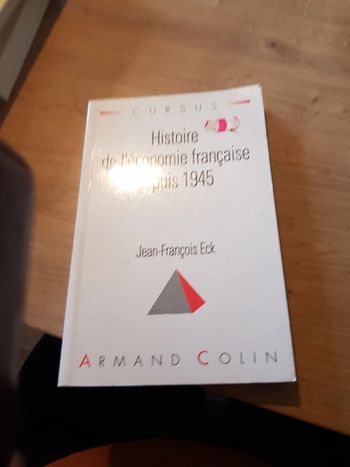 CURSUS
Histoire
de l'économie française
depuis 1945
Jean-François Eck
ARMAND COLIN